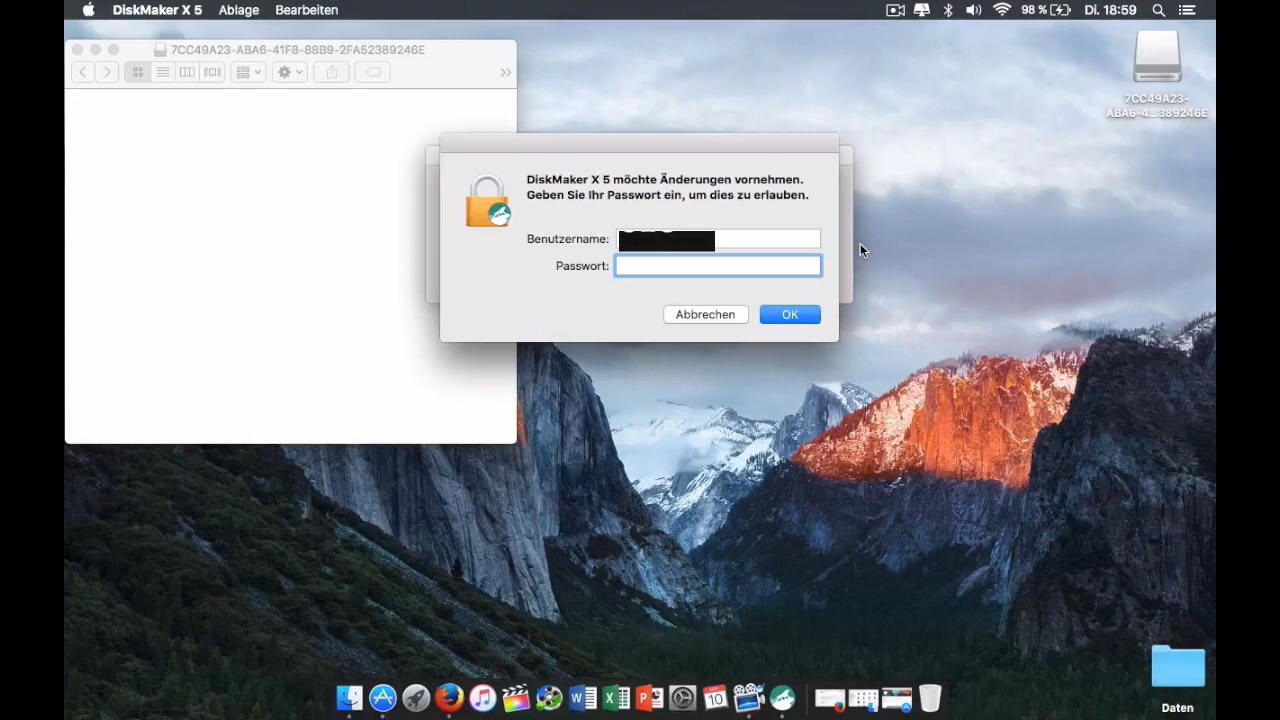 DiskMaker X 5 Ablage Bearbeiten 98 % Di. 18:59
7CC49A23-ABA6-41F8-88B9-2FA52389246E
7CC49A23-
ABA6-4...389246E
DiskMaker X 5 möchte Änderungen vornehmen.
Geben Sie Ihr Passwort ein, um dies zu erlauben.
Benutzername:
Passwort:
Abbrechen OK
10
Daten